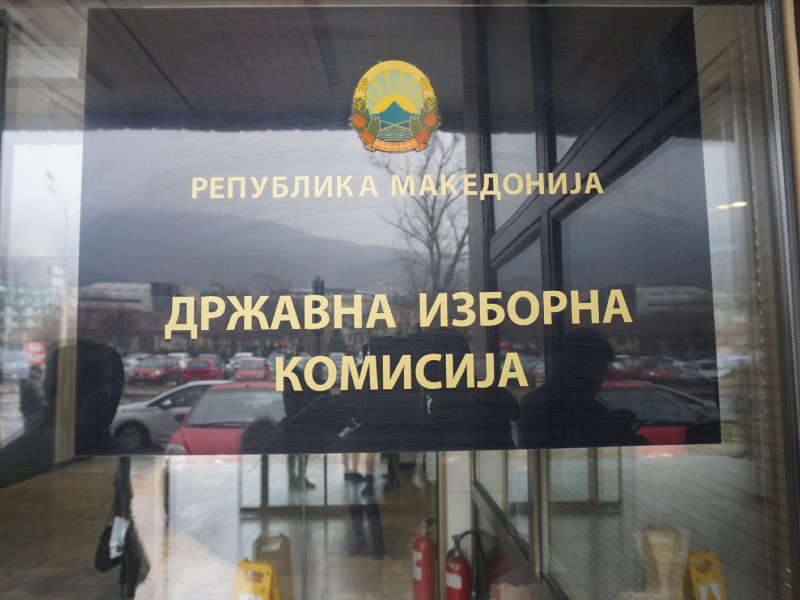 РЕПУБЛИКА МАКЕДОНИЈА
ДРЖАВНА ИЗБОРНА
КОМИСИЈА